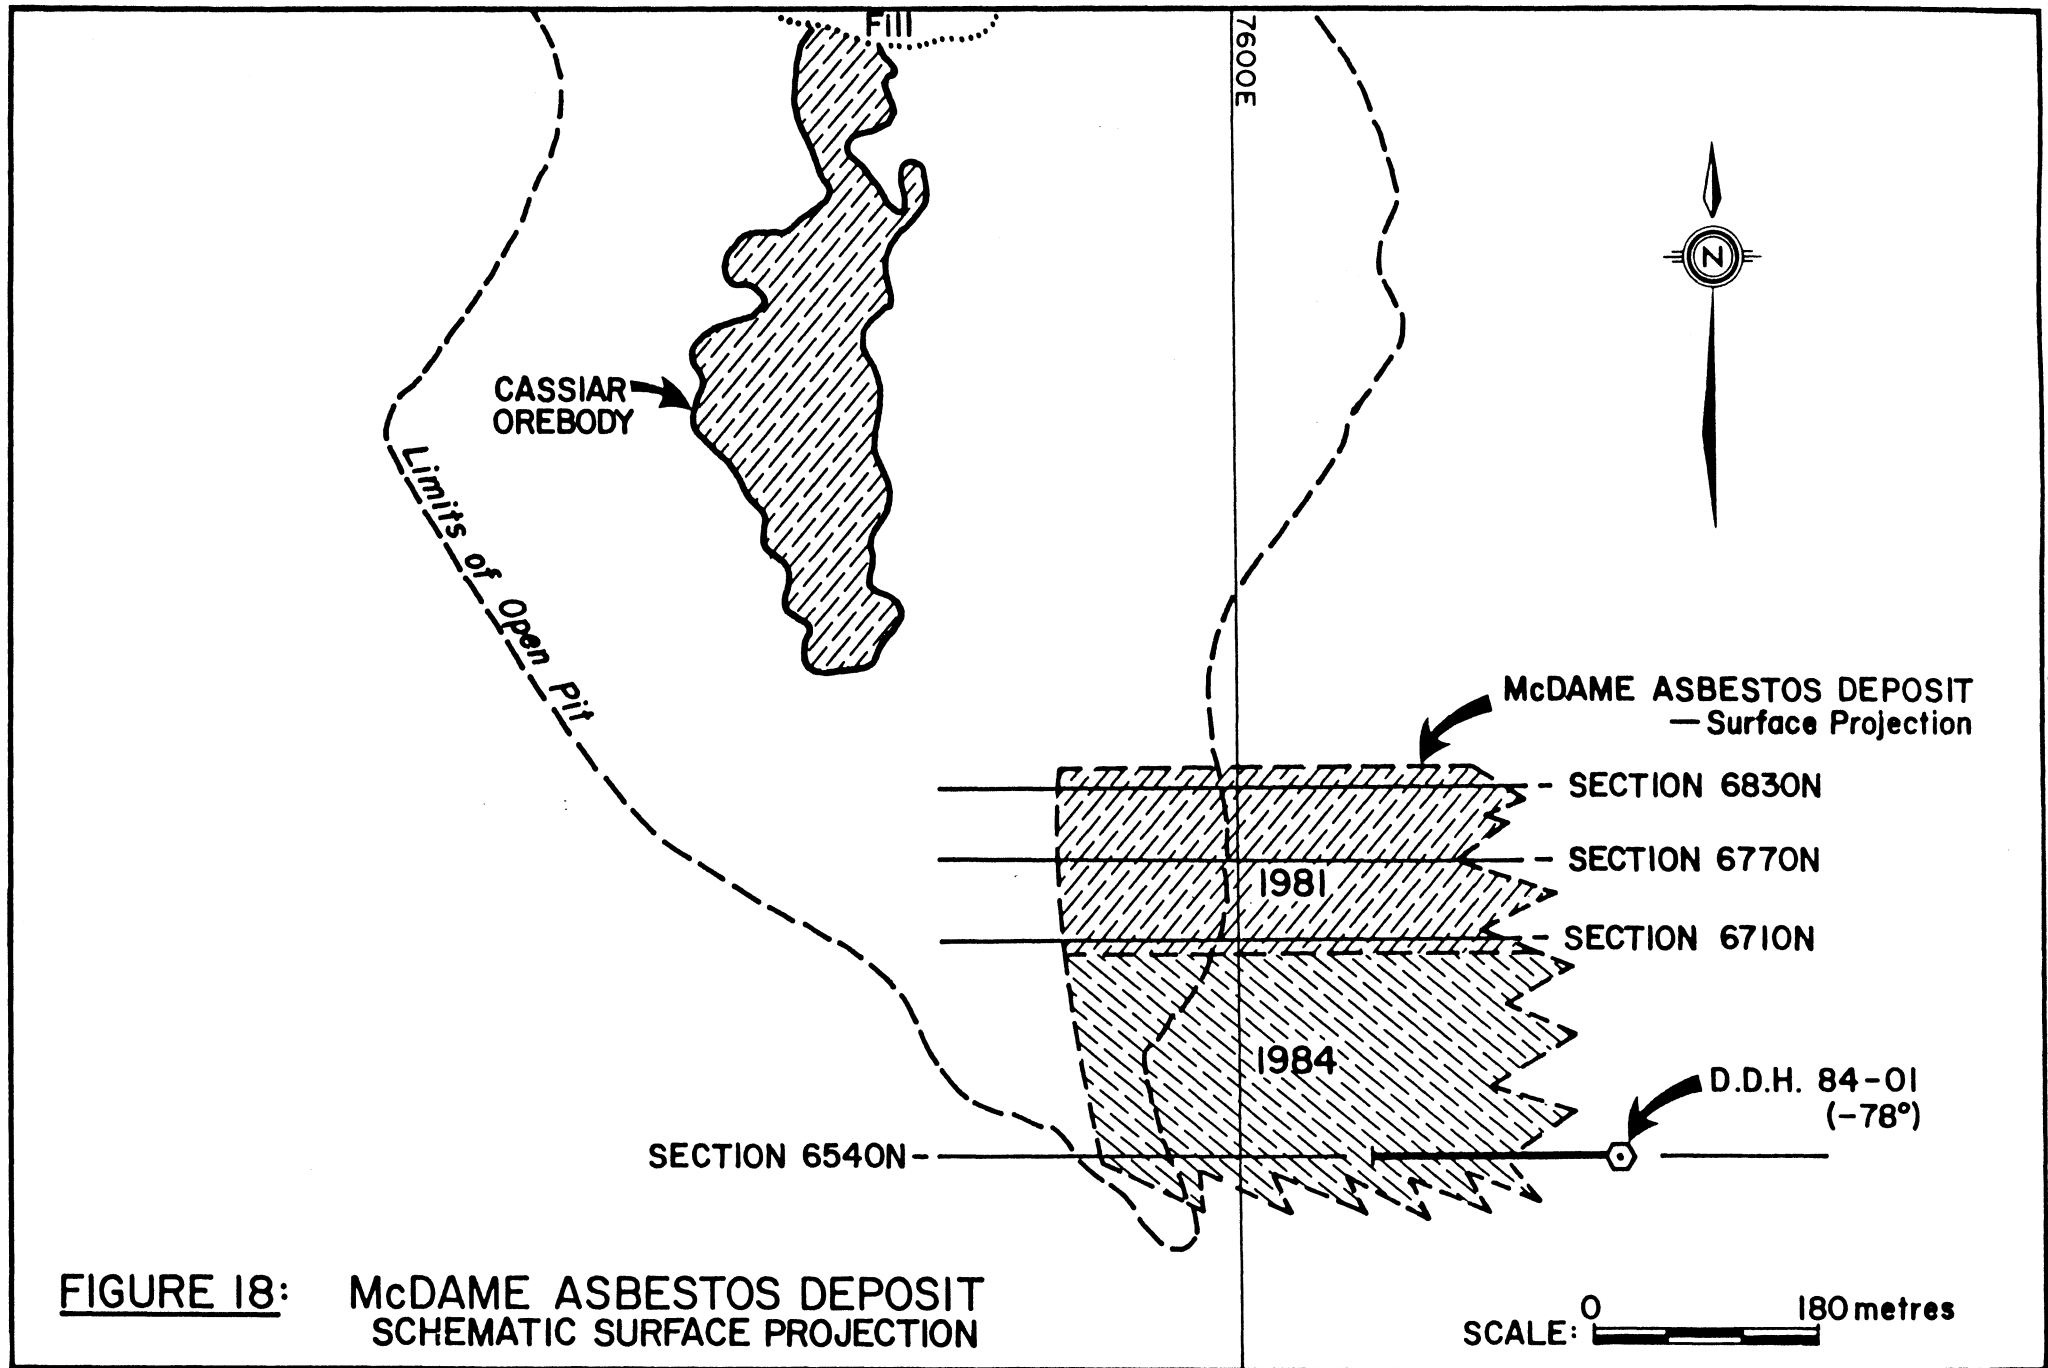 Fill
7600E
N
CASSIAR
OREBODY
Limits of Open Pit
McDAME ASBESTOS DEPOSIT
— Surface Projection
SECTION 6830N
SECTION 6770N
1981
SECTION 6710N
1984
D.D.H. 84-01
(-78°)
SECTION 6540N
FIGURE 18: McDAME ASBESTOS DEPOSIT
SCHEMATIC SURFACE PROJECTION
0 180 metres
SCALE: